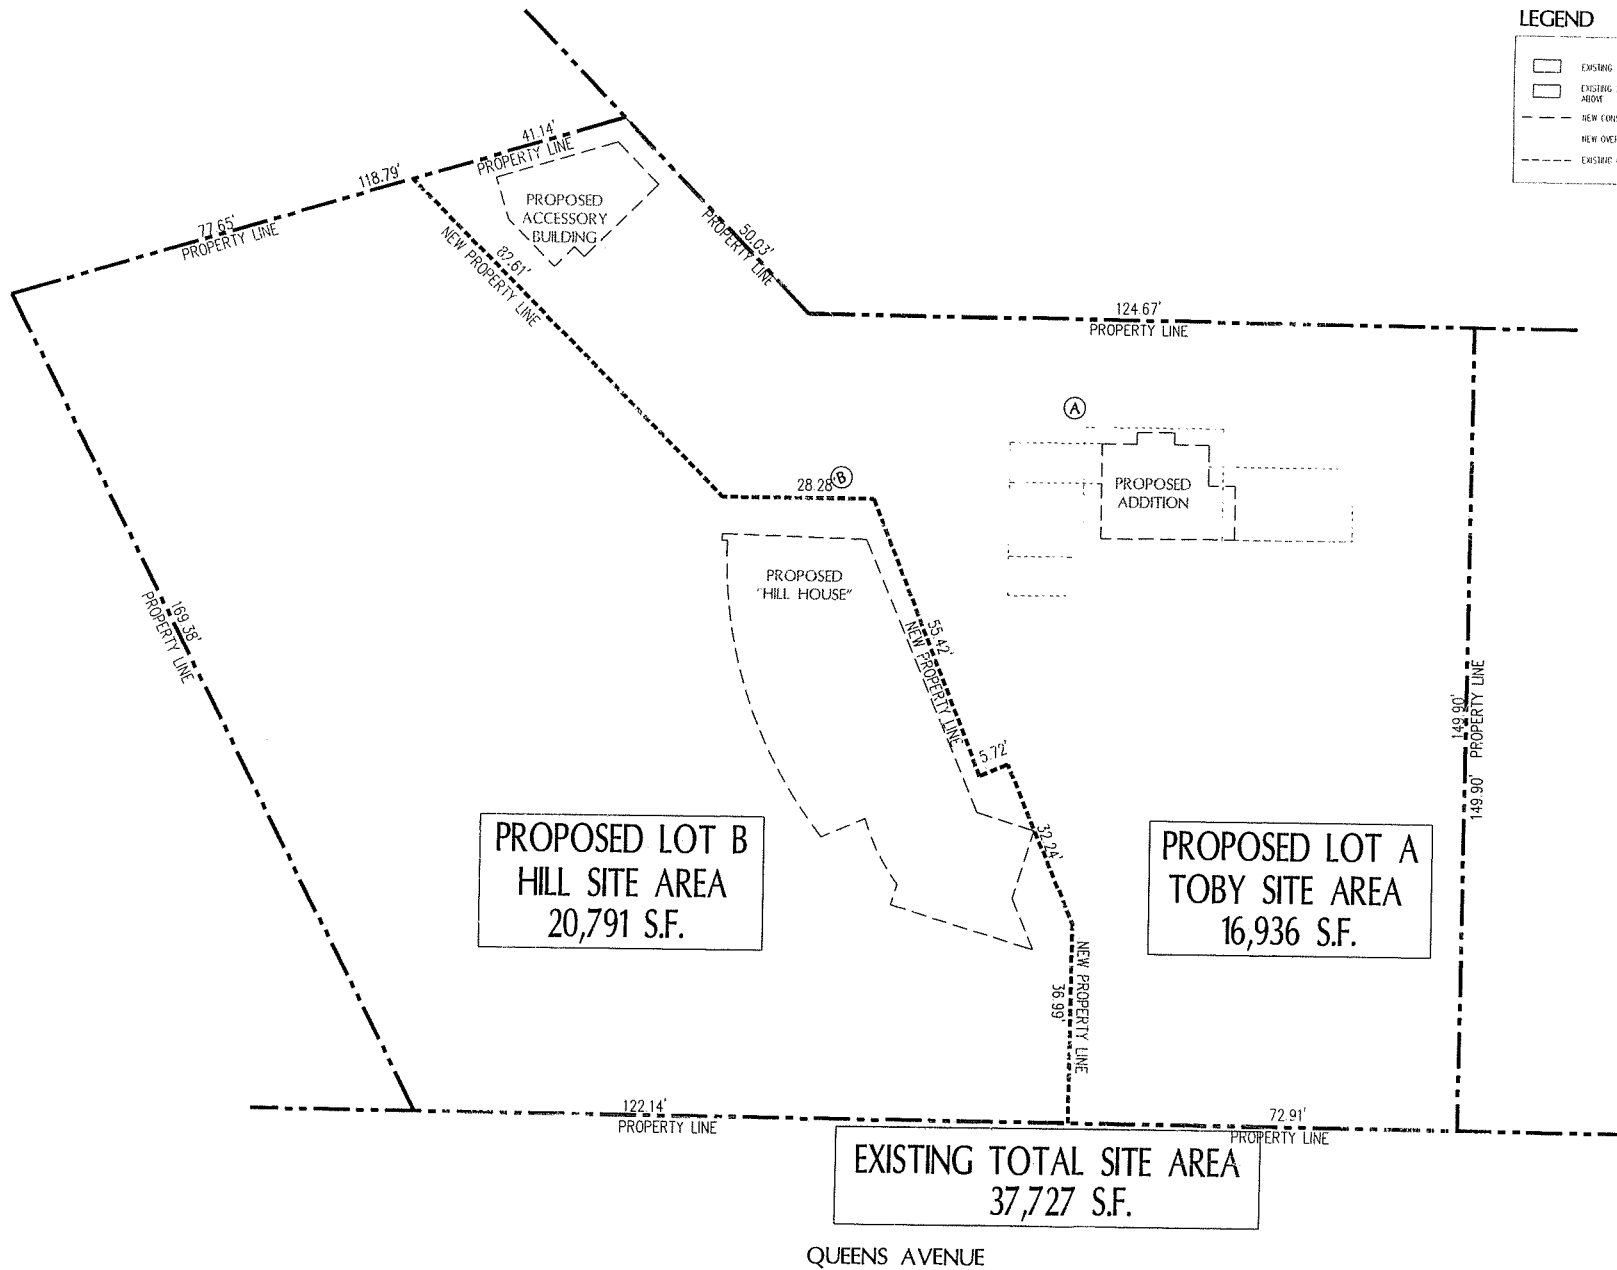 LEGEND
EXISTING
EXISTING
ABOVE
NEW
NEW
EXISTING
41.14'
PROPERTY LINE
118.79'
77.65'
PROPERTY LINE
PROPOSED
ACCESSORY
BUILDING
82.61'
NEW PROPERTY LINE
50.03'
PROPERTY LINE
124.67'
PROPERTY LINE
A
PROPOSED
ADDITION
28.28'
B
PROPOSED
"HILL HOUSE"
169.38'
PROPERTY LINE
55.42'
NEW PROPERTY LINE
5.72'
32.24'
149.90'
PROPERTY LINE
149.90'
PROPOSED LOT B
HILL SITE AREA
20,791 S.F.
PROPOSED LOT A
TOBY SITE AREA
16,936 S.F.
36.99'
NEW PROPERTY LINE
122.14'
PROPERTY LINE
72.91'
PROPERTY LINE
EXISTING TOTAL SITE AREA
37,727 S.F.
QUEENS AVENUE